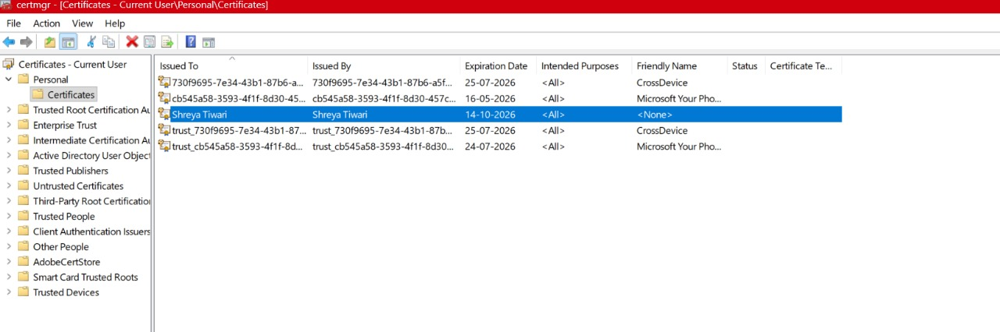 certmgr - [Certificates - Current User\Personal\Certificates]
File Action View Help
Certificates - Current User
Personal
Certificates
Trusted Root Certification Au
Enterprise Trust
Intermediate Certification Au
Active Directory User Object
Trusted Publishers
Untrusted Certificates
Third-Party Root Certification
Trusted People
Client Authentication Issuers
Other People
AdobeCertStore
Smart Card Trusted Roots
Trusted Devices
Issued To Issued By Expiration Date Intended Purposes Friendly Name Status Certificate Te...
730f9695-7e34-43b1-87b6-a... 730f9695-7e34-43b1-87b6-a5f... 25-07-2026 <All> CrossDevice
cb545a58-3593-4f1f-8d30-45... cb545a58-3593-4f1f-8d30-457c... 16-05-2026 <All> Microsoft Your Pho...
Shreya Tiwari Shreya Tiwari 14-10-2026 <All> <None>
trust_730f9695-7e34-43b1-87... trust_730f9695-7e34-43b1-87b... 25-07-2026 <All> CrossDevice
trust_cb545a58-3593-4f1f-8d... trust_cb545a58-3593-4f1f-8d30... 24-07-2026 <All> Microsoft Your Pho...